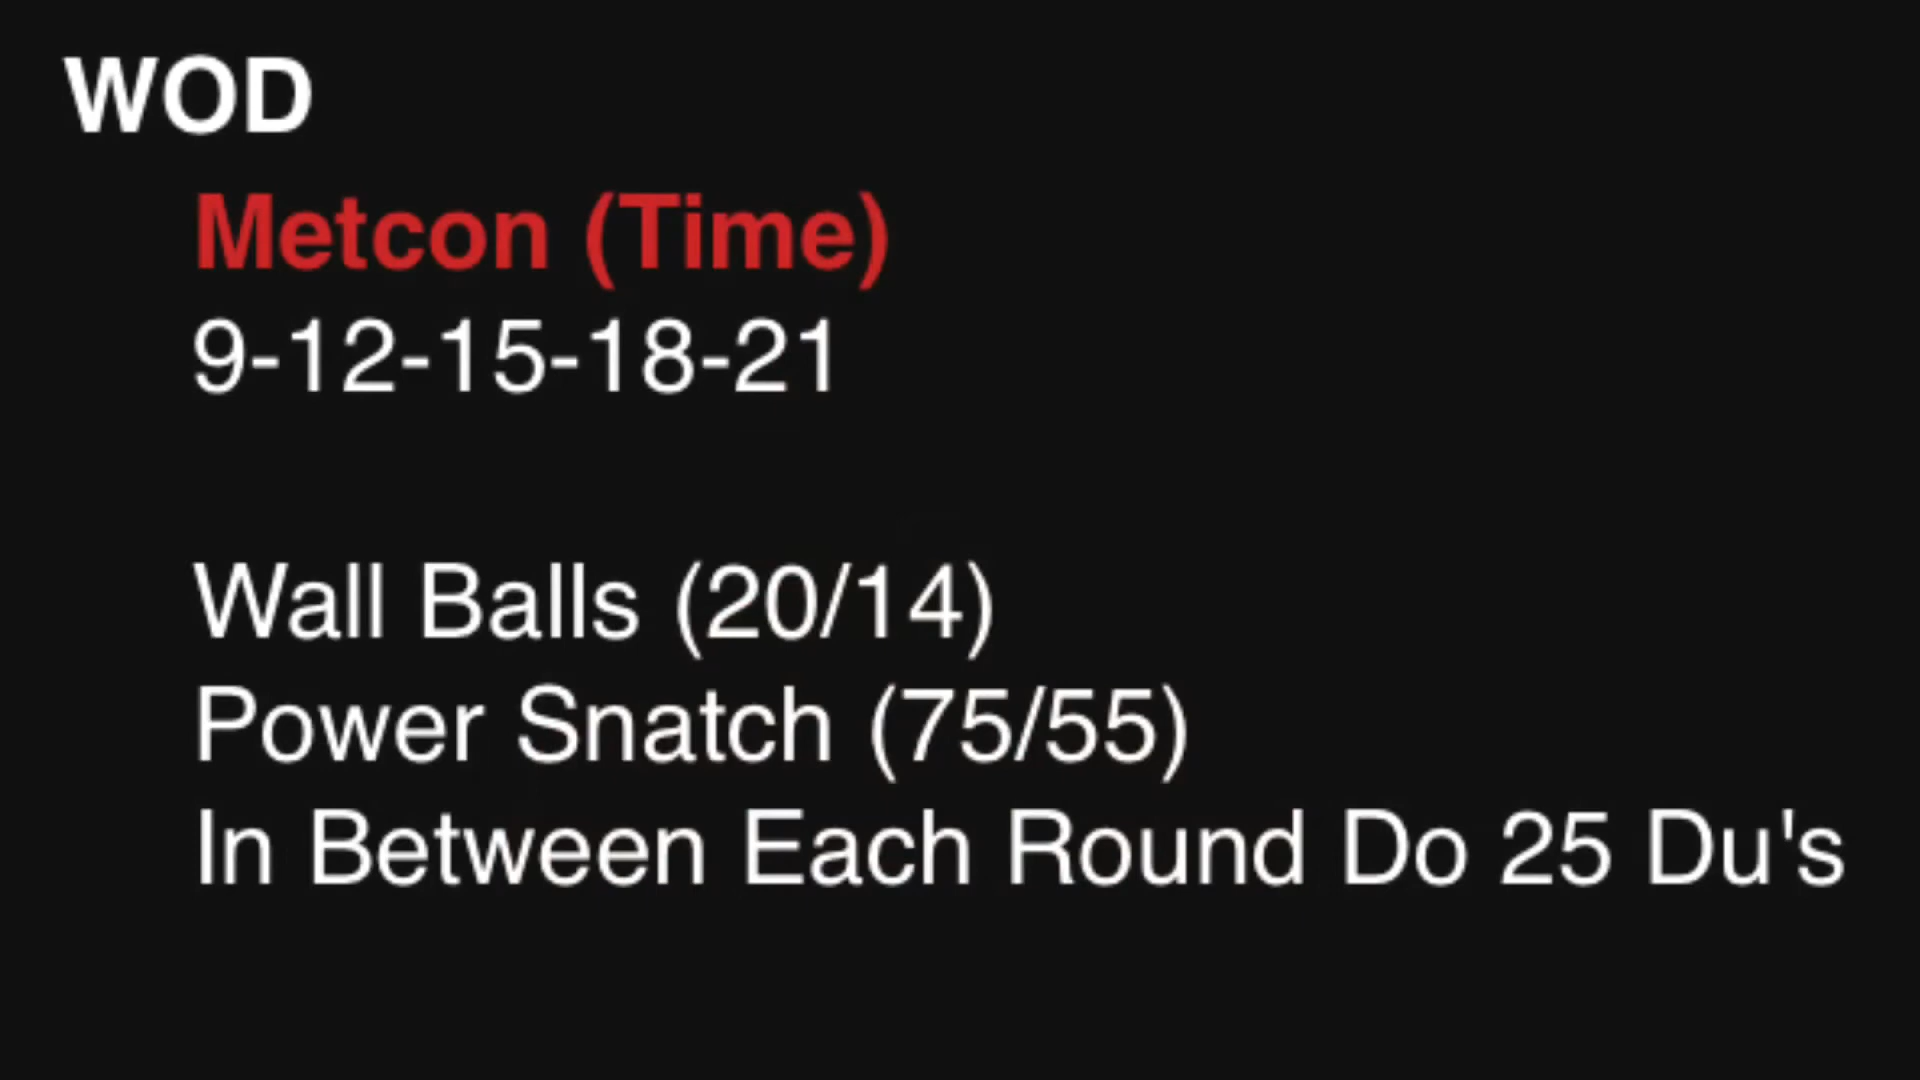 WOD
Metcon (Time)
9-12-15-18-21
Wall Balls (20/14)
Power Snatch (75/55)
In Between Each Round Do 25 Du's